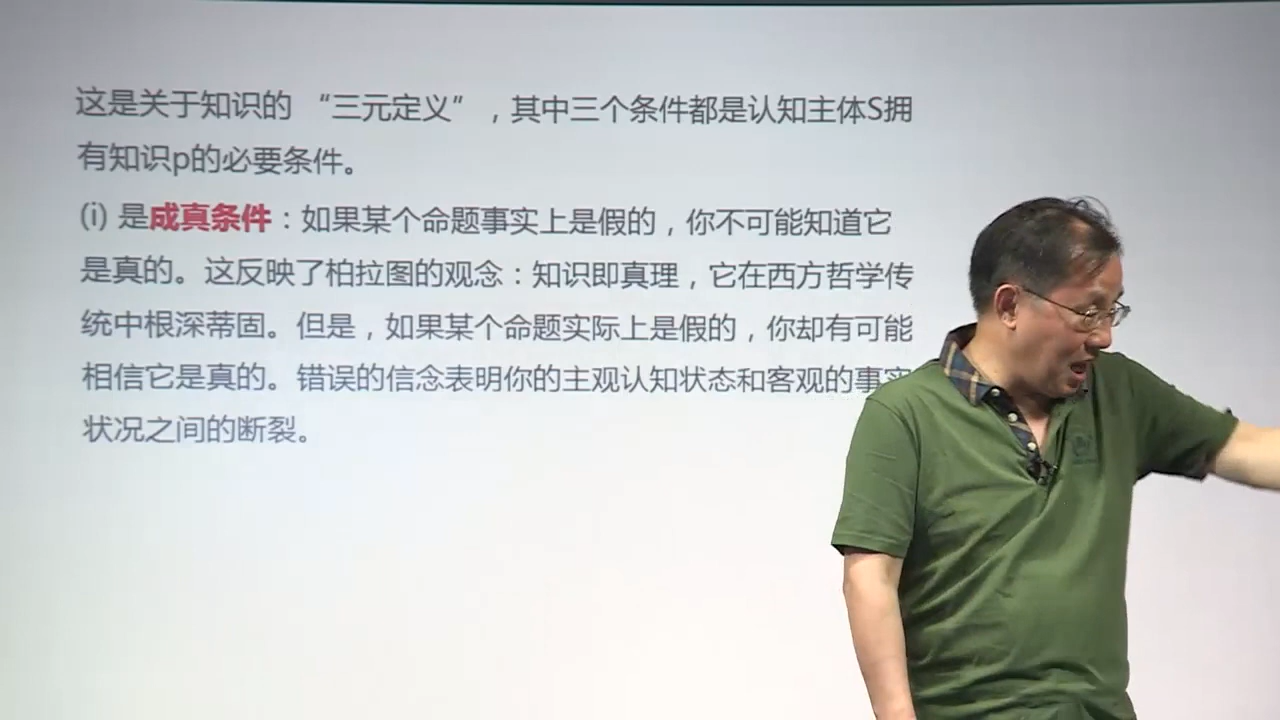 这是关于知识的 “三元定义” ，其中三个条件都是认知主体S拥
有知识p的必要条件。
(i) 是成真条件：如果某个命题事实上是假的，你不可能知道它
是真的。这反映了柏拉图的观念：知识即真理，它在西方哲学传
统中根深蒂固。但是，如果某个命题实际上是假的，你却有可能
相信它是真的。错误的信念表明你的主观认知状态和客观的事实
状况之间的断裂。